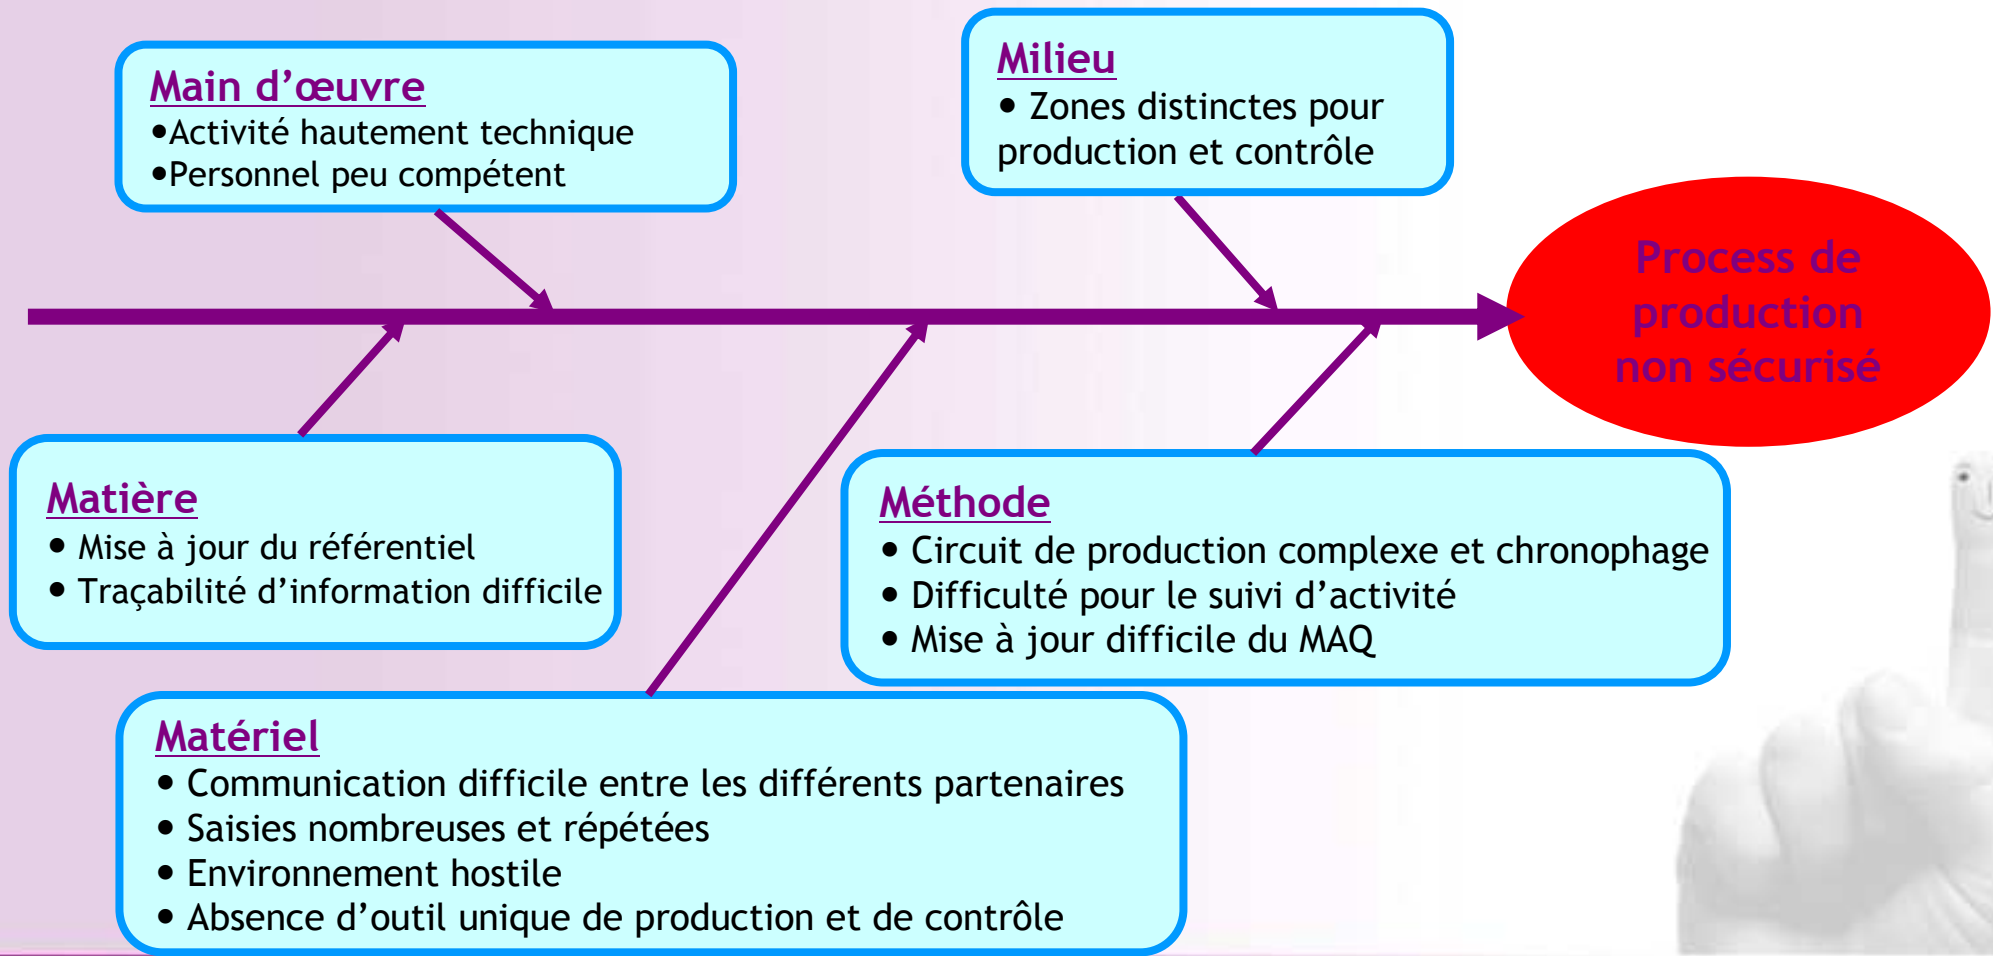 Main d’œuvre
•Activité hautement technique
•Personnel peu compétent
Milieu
• Zones distinctes pour
production et contrôle
Process de
production
non sécurisé
Matière
• Mise à jour du référentiel
• Traçabilité d’information difficile
Méthode
• Circuit de production complexe et chronophage
• Difficulté pour le suivi d’activité
• Mise à jour difficile du MAQ
Matériel
• Communication difficile entre les différents partenaires
• Saisies nombreuses et répétées
• Environnement hostile
• Absence d’outil unique de production et de contrôle